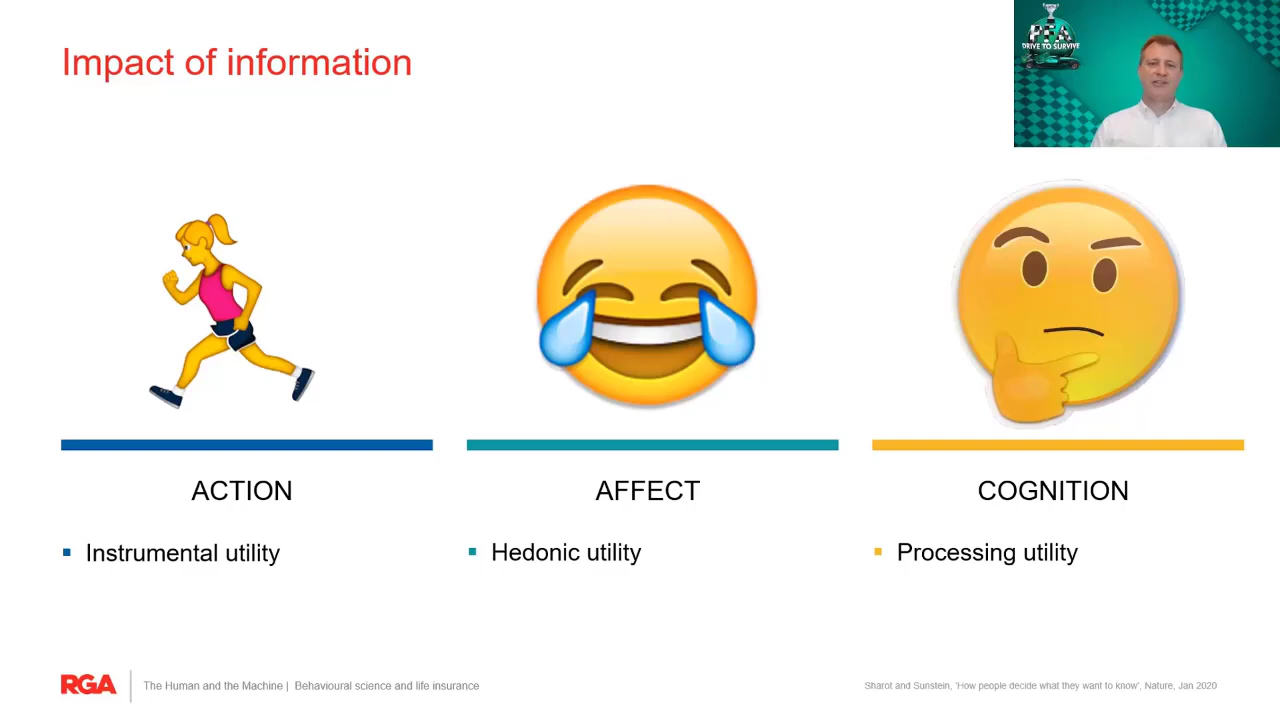 Impact of information
PFA
DRIVE TO SURVIVE
ACTION
AFFECT
COGNITION
▪ Instrumental utility
▪ Hedonic utility
▪ Processing utility
RGA
The Human and the Machine | Behavioural science and life insurance
Sharot and Sunstein, 'How people decide what they want to know', Nature, Jan 2020